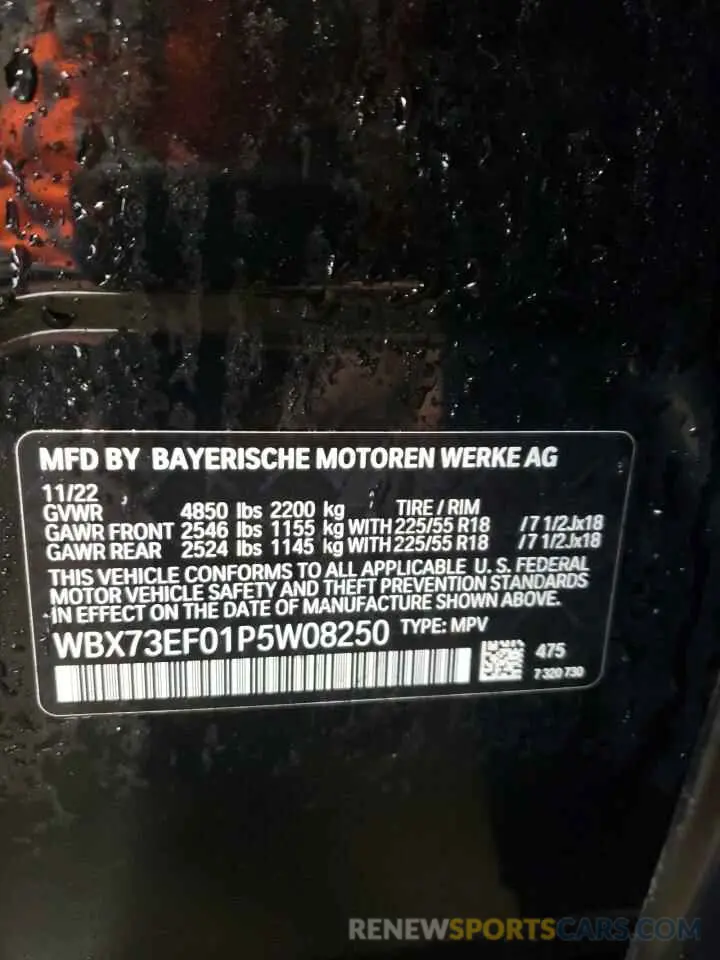 MFD BY BAYERISCHE MOTOREN WERKE AG
11/22
GVWR 4850 lbs 2200 kg TIRE / RIM
GAWR FRONT 2546 lbs 1155 kg WITH 225/55 R18 /7 1/2Jx18
GAWR REAR 2524 lbs 1145 kg WITH 225/55 R18 /7 1/2Jx18
THIS VEHICLE CONFORMS TO ALL APPLICABLE U.S. FEDERAL
MOTOR VEHICLE SAFETY AND THEFT PREVENTION STANDARDS
IN EFFECT ON THE DATE OF MANUFACTURE SHOWN ABOVE.
WBX73EF01P5W08250 TYPE: MPV
475
7 320 730
RENEWSPORTSCARS.COM